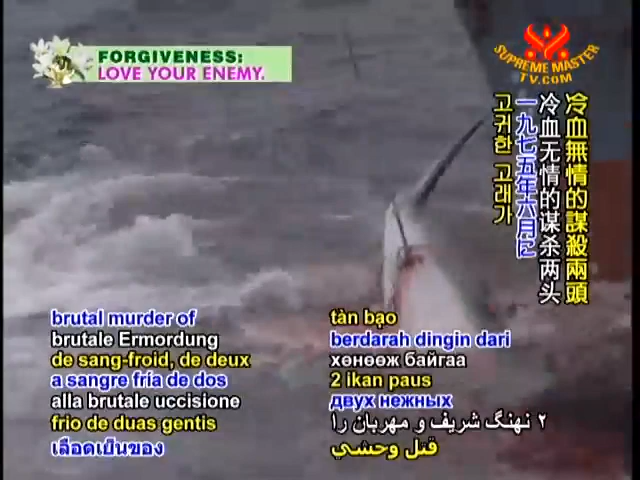 FORGIVENESS:
LOVE YOUR ENEMY.
SUPREME MASTER
TV.COM
冷血無情的謀殺兩頭
冷血无情的谋杀两头
一九七五年六月に
고귀한 고래가
brutal murder of
brutale Ermordung
de sang-froid, de deux
a sangre fría de dos
alla brutale uccisione
frio de duas gentis
เลือดเย็นของ
tàn bạo
berdarah dingin dari
хөнөөж байгаа
2 ikan paus
двух нежных
۲ نهنگ شریف و مهربان را
قتل وحشي